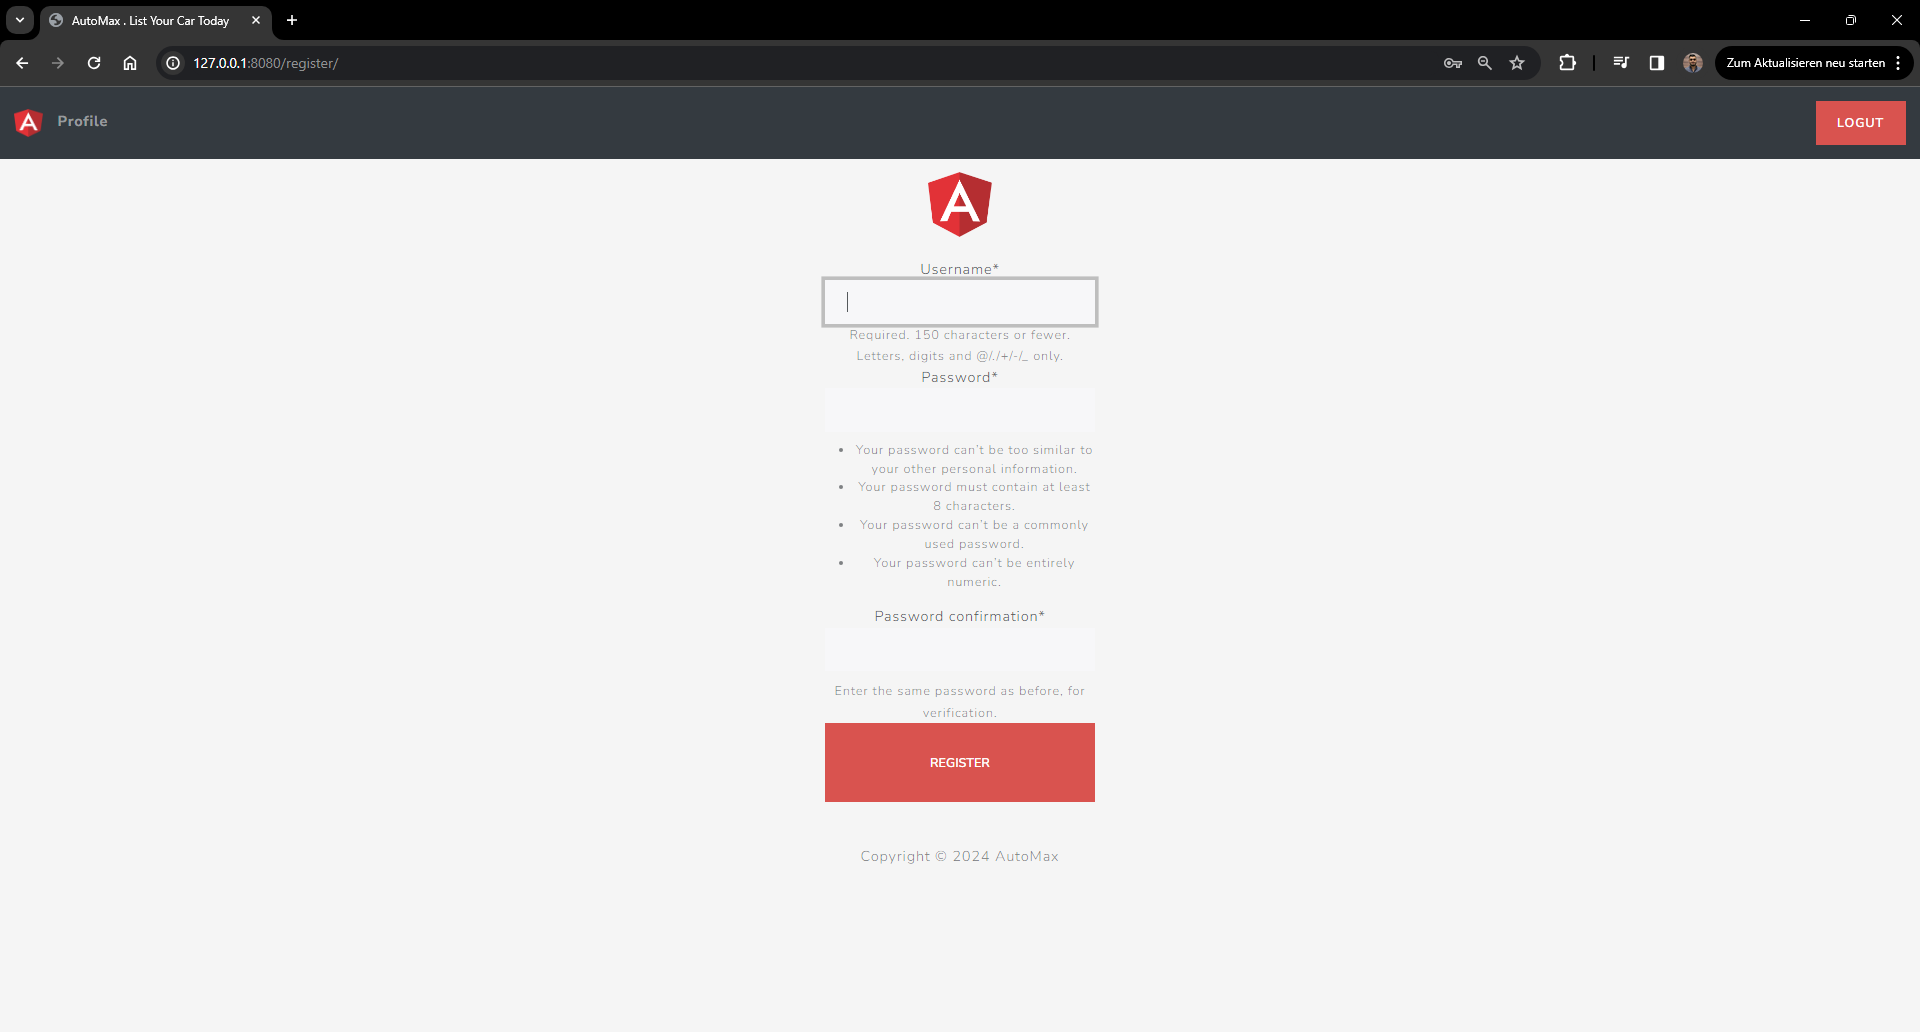 AutoMax . List Your Car Today
127.0.0.1:8080/register/
Zum Aktualisieren neu starten
Profile
LOGUT
Username*
Required. 150 characters or fewer.
Letters, digits and @/./+/-/_ only.
Password*
Your password can't be too similar to
your other personal information.
Your password must contain at least
8 characters.
Your password can't be a commonly
used password.
Your password can't be entirely
numeric.
Password confirmation*
Enter the same password as before, for
verification.
REGISTER
Copyright © 2024 AutoMax